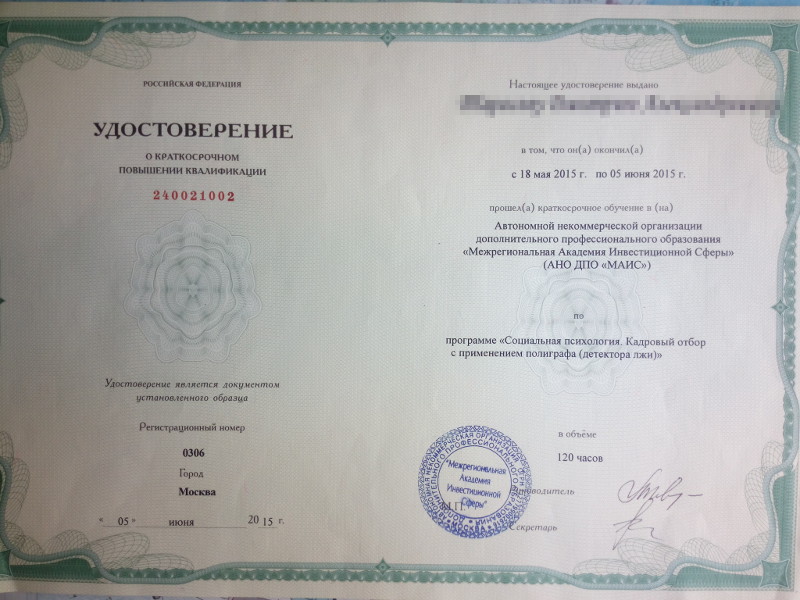 РОССИЙСКАЯ ФЕДЕРАЦИЯ
УДОСТОВЕРЕНИЕ
О КРАТКОСРОЧНОМ
ПОВЫШЕНИИ КВАЛИФИКАЦИИ
240021002
Удостоверение является документом
установленного образца
Регистрационный номер
0306
Город
Москва
" 05 " июня 2015 г.
Настоящее удостоверение выдано
в том, что он(а) окончил(а)
с 18 мая 2015 г. по 05 июня 2015 г.
прошел(а) краткосрочное обучение в (на)
Автономной некоммерческой организации
дополнительного профессионального образования
«Межрегиональная Академия Инвестиционной Сферы»
(АНО ДПО «МАИС»)
по
программе «Социальная психология. Кадровый отбор
с применением полиграфа (детектора лжи)»
в объёме
120 часов
Руководитель
М.П.
Секретарь
"Межрегиональная
Академия
Инвестиционной
Сферы"
МОСКВА